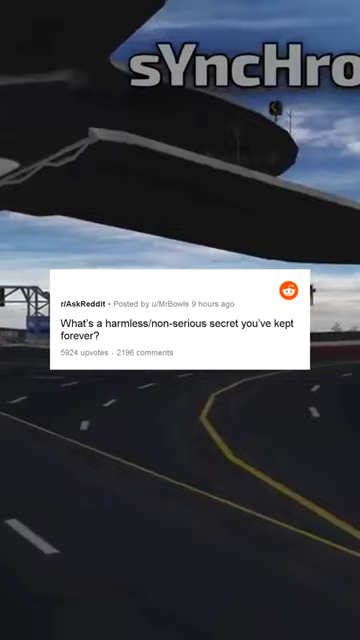 sYncHro
r/AskReddit • Posted by u/MrBowls 9 hours ago
What's a harmless/non-serious secret you've kept
forever?
5924 upvotes · 2196 comments